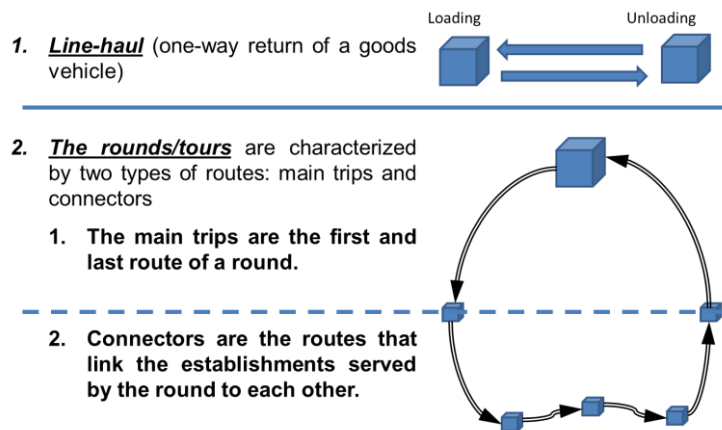 Loading
Unloading
1. Line-haul (one-way return of a goods
vehicle)
2. The rounds/tours are characterized
by two types of routes: main trips and
connectors
1. The main trips are the first and
last route of a round.
2. Connectors are the routes that
link the establishments served
by the round to each other.